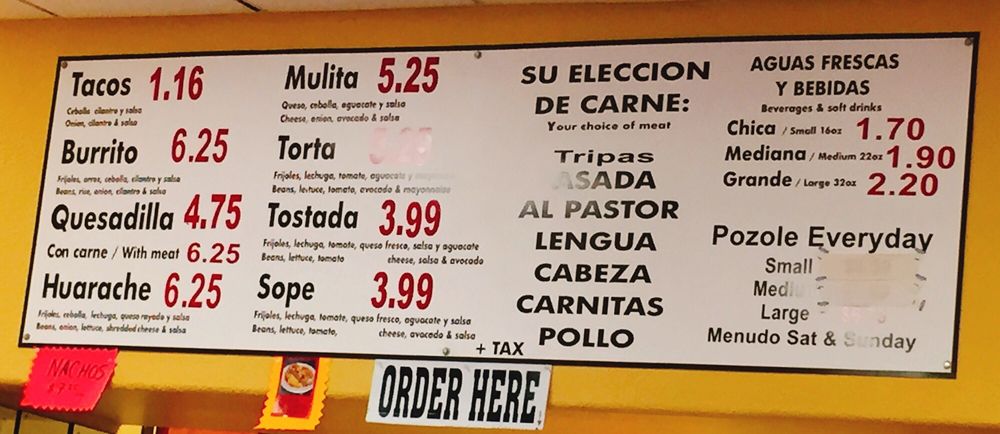 Tacos 1.16
Cebolla cilantro y salsa
Onion, cilantro & salsa
Burrito 6.25
Frijoles, arroz, cebolla, cilantro y salsa
Beans, rice, onion, cilantro & salsa
Quesadilla 4.75
Con carne / With meat 6.25
Huarache 6.25
Frijoles, cebolla, lechuga, queso rayado y salsa
Beans, onion, lettuce, shredded cheese & salsa
Mulita 5.25
Queso, cebolla, aguacate y salsa
Cheese, onion, avocado & salsa
Torta
Frijoles, lechuga, tomate, aguacate y
Beans, lettuce, tomato, avocado & mayonnaise
Tostada 3.99
Frijoles, lechuga, tomate, queso fresco, salsa y aguacate
Beans, lettuce, tomato cheese, salsa & avocado
Sope 3.99
Frijoles, lechuga, tomate, queso fresco, aguacate y salsa
Beans, lettuce, tomato, cheese, avocado & salsa
+ TAX
SU ELECCION
DE CARNE:
Your choice of meat
Tripas
ASADA
AL PASTOR
LENGUA
CABEZA
CARNITAS
POLLO
AGUAS FRESCAS
Y BEBIDAS
Beverages & soft drinks
Chica / Small 16oz 1.70
Mediana / Medium 22oz 1.90
Grande / Large 32oz 2.20
Pozole Everyday
Small
Large
Menudo Sat & Sunday
NACHOS
ORDER HERE